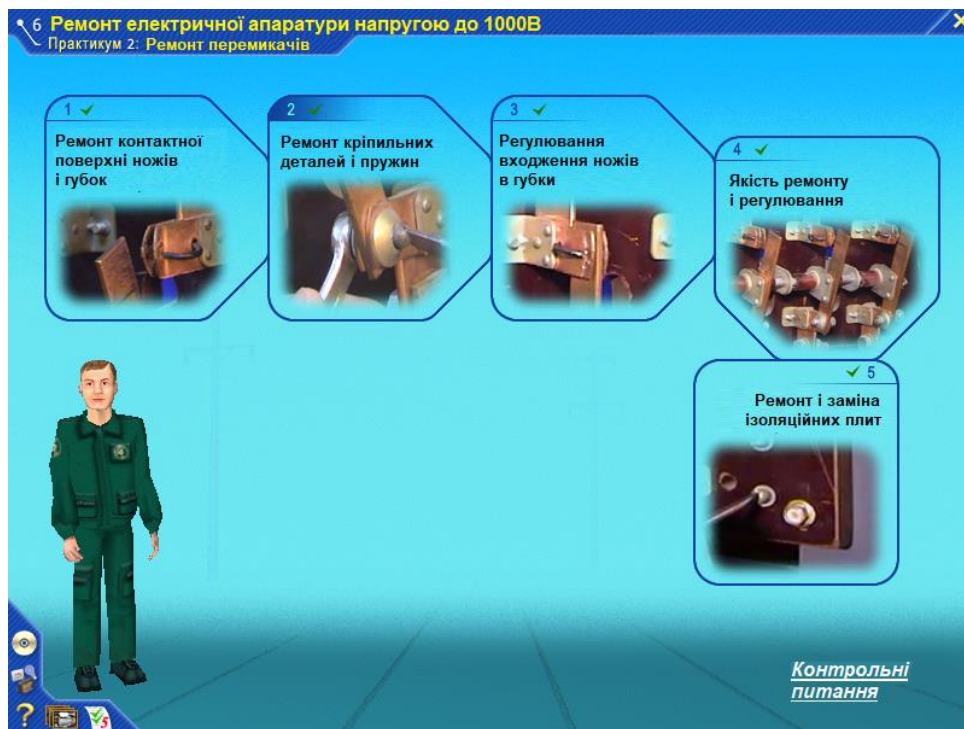 6 Ремонт електричної апаратури напругою до 1000В
Практикум 2: Ремонт перемикачів
1
Ремонт контактної
поверхні ножів
і губок
2
Ремонт кріпильних
деталей і пружин
3
Регулювання
входження ножів
в губки
4
Якість ремонту
і регулювання
5
Ремонт і заміна
ізоляційних плит
Контрольні
питання
?
5